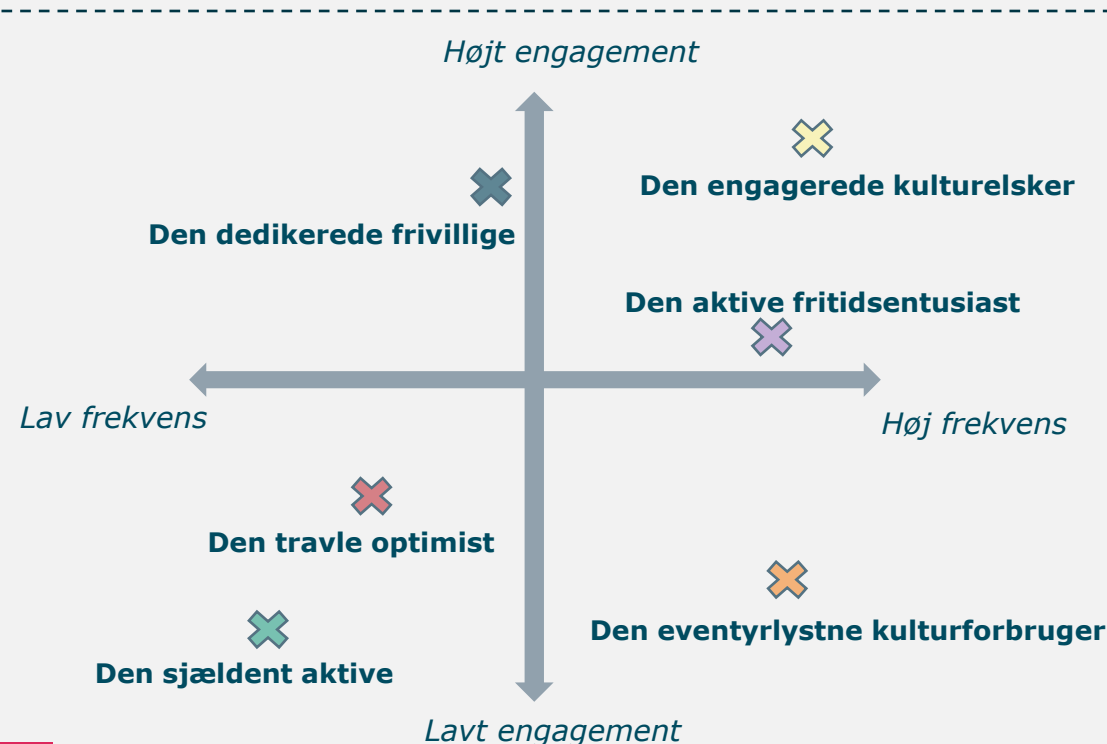 Højt engagement
Den engagerede kulturelsker
Den dedikerede frivillige
Den aktive fritidsentusiast
Lav frekvens
Høj frekvens
Den travle optimist
Den eventyrlystne kulturforbruger
Den sjældent aktive
Lavt engagement